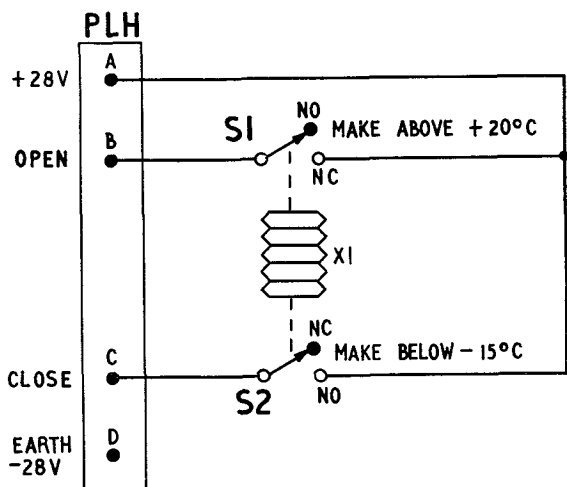 PLH
A
+28V
NO
S1
MAKE ABOVE +20°C
B
OPEN
NC
X1
NC
MAKE BELOW -15°C
C
CLOSE
S2
NO
D
EARTH
-28V